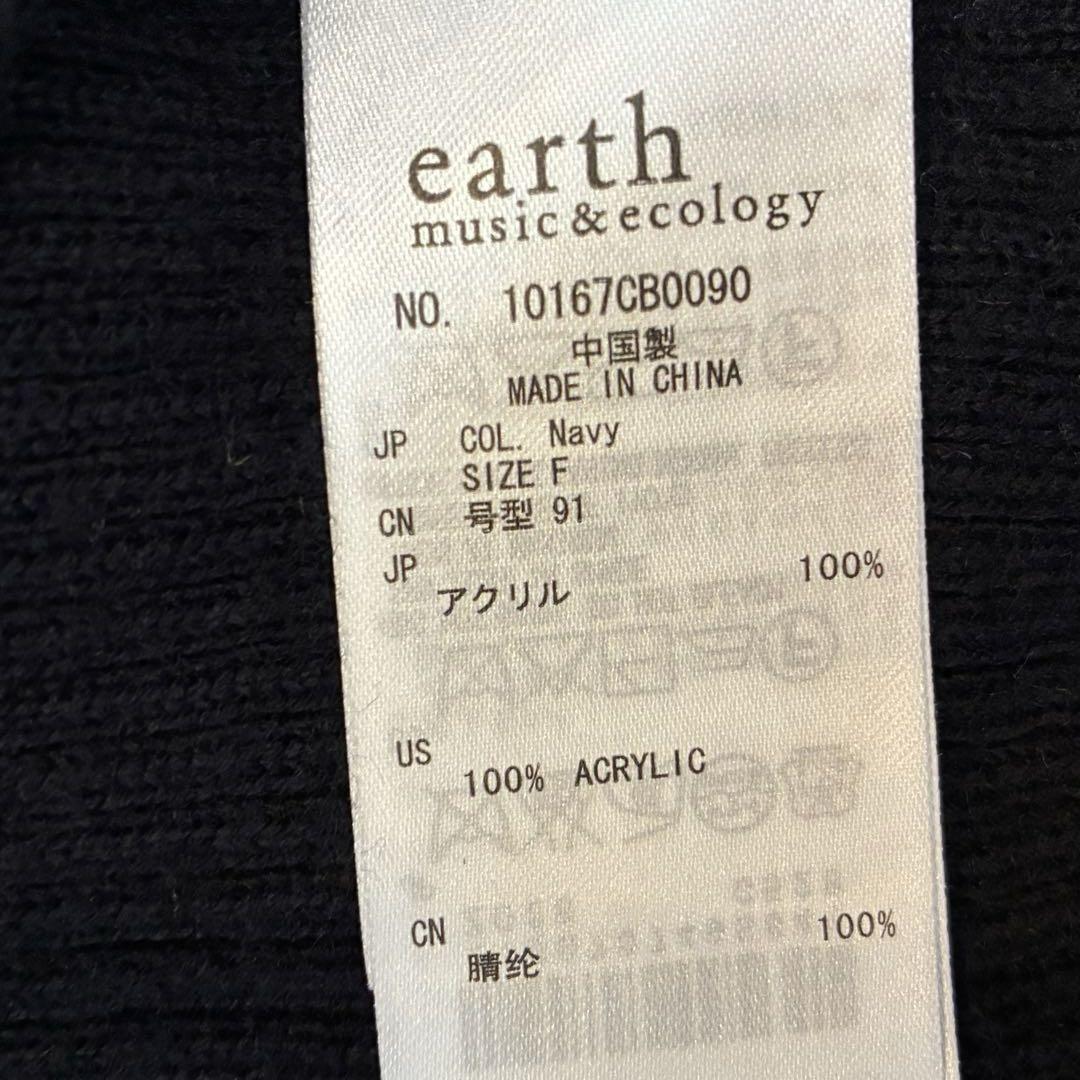 earth
music & ecology
NO. 10167CB0090
中国製
MADE IN CHINA
JP COL. Navy
SIZE F
CN 号型 91
JP
アクリル 100%
US
100% ACRYLIC
CN
腈纶 100%